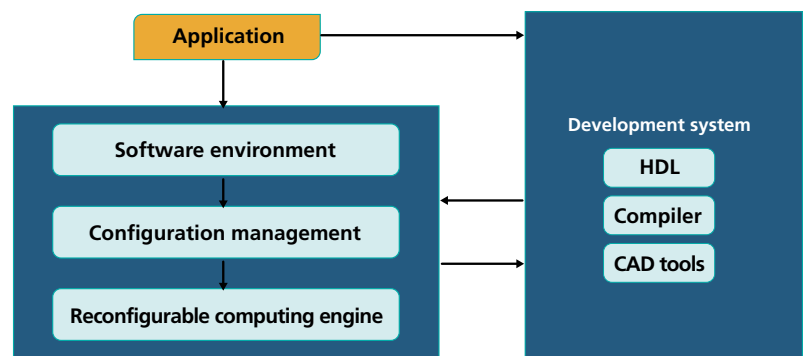 Application
Software environment
Configuration management
Reconfigurable computing engine
Development system
HDL
Compiler
CAD tools